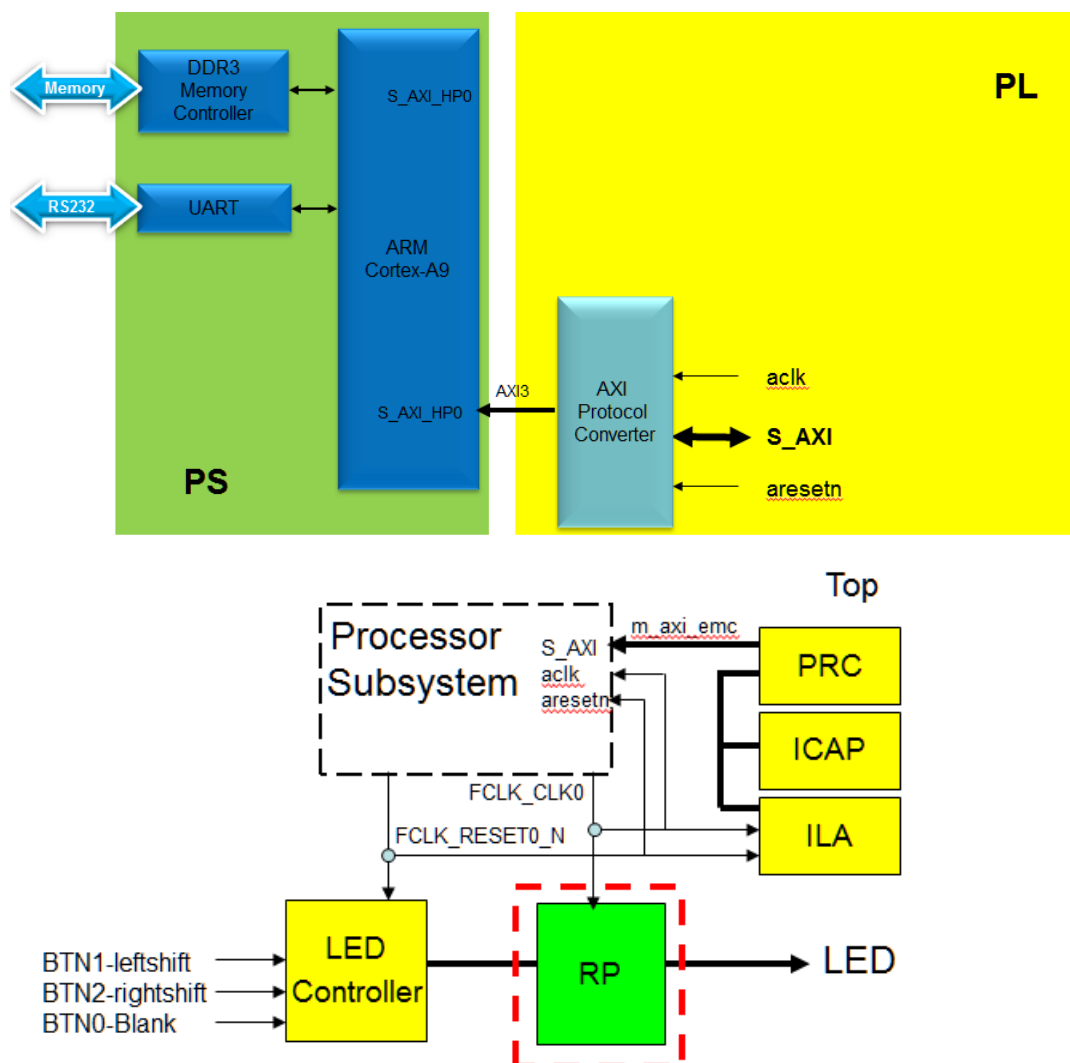 DDR3
Memory
Controller
Memory
S_AXI_HP0
PL
RS232
UART
ARM
Cortex-A9
AXI3
S_AXI_HP0
AXI
Protocol
Converter
aclk
S_AXI
aresetn
PS
Top
Processor
Subsystem
S_AXI
aclk
aresetn
m_axi_emc
PRC
ICAP
ILA
FCLK_CLK0
FCLK_RESET0_N
LED
Controller
BTN1-leftshift
BTN2-rightshift
BTN0-Blank
RP
LED